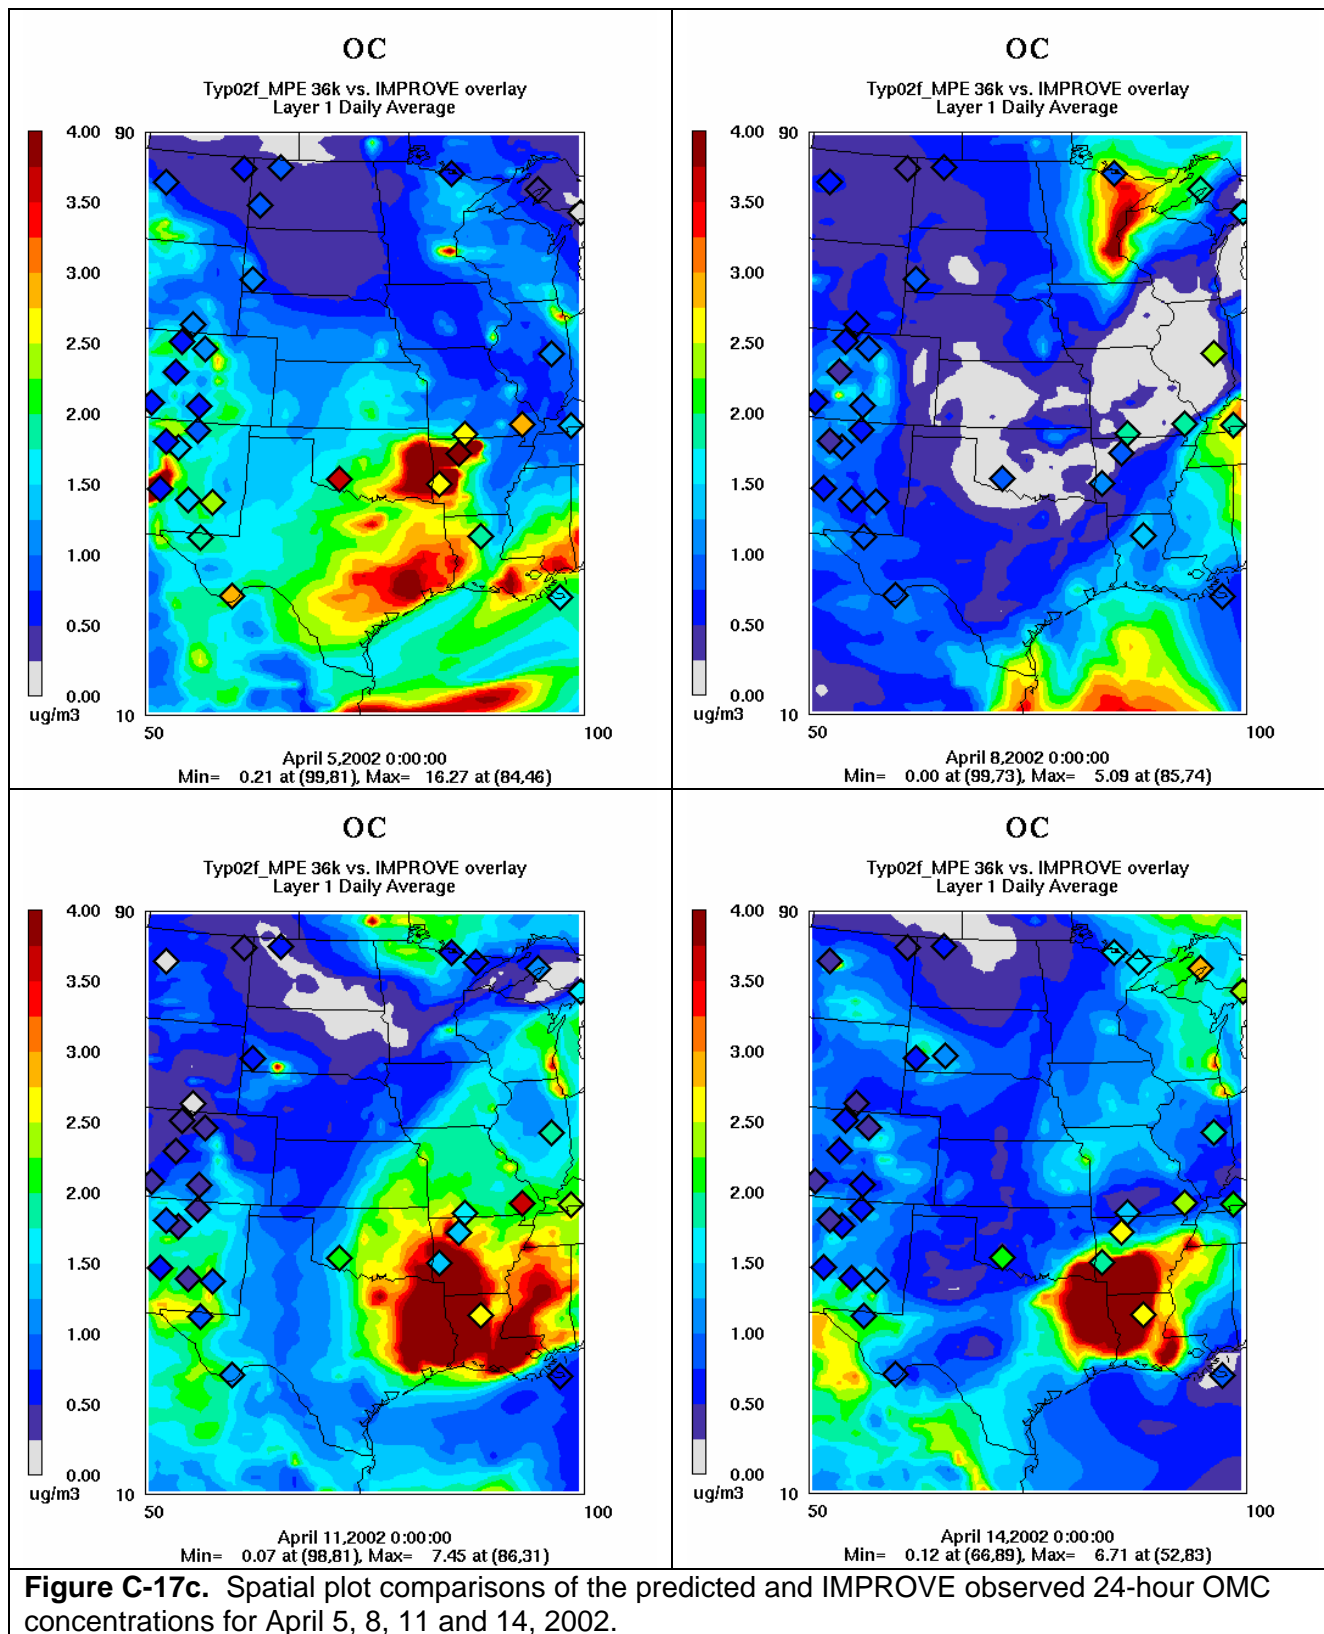 OC
Typ02f_MPE 36k vs. IMPROVE overlay
Layer 1 Daily Average
4.00
3.50
3.00
2.50
2.00
1.50
1.00
0.50
0.00
ug/m3
90
10
50
100
April 5,2002 0:00:00
Min= 0.21 at (99,81), Max= 16.27 at (84,46)
OC
Typ02f_MPE 36k vs. IMPROVE overlay
Layer 1 Daily Average
4.00
3.50
3.00
2.50
2.00
1.50
1.00
0.50
0.00
ug/m3
90
10
50
100
April 8,2002 0:00:00
Min= 0.00 at (99,73), Max= 5.09 at (85,74)
OC
Typ02f_MPE 36k vs. IMPROVE overlay
Layer 1 Daily Average
4.00
3.50
3.00
2.50
2.00
1.50
1.00
0.50
0.00
ug/m3
90
10
50
100
April 11,2002 0:00:00
Min= 0.07 at (98,81), Max= 7.45 at (86,31)
OC
Typ02f_MPE 36k vs. IMPROVE overlay
Layer 1 Daily Average
4.00
3.50
3.00
2.50
2.00
1.50
1.00
0.50
0.00
ug/m3
90
10
50
100
April 14,2002 0:00:00
Min= 0.12 at (66,89), Max= 6.71 at (52,83)
Figure C-17c. Spatial plot comparisons of the predicted and IMPROVE observed 24-hour OMC
concentrations for April 5, 8, 11 and 14, 2002.